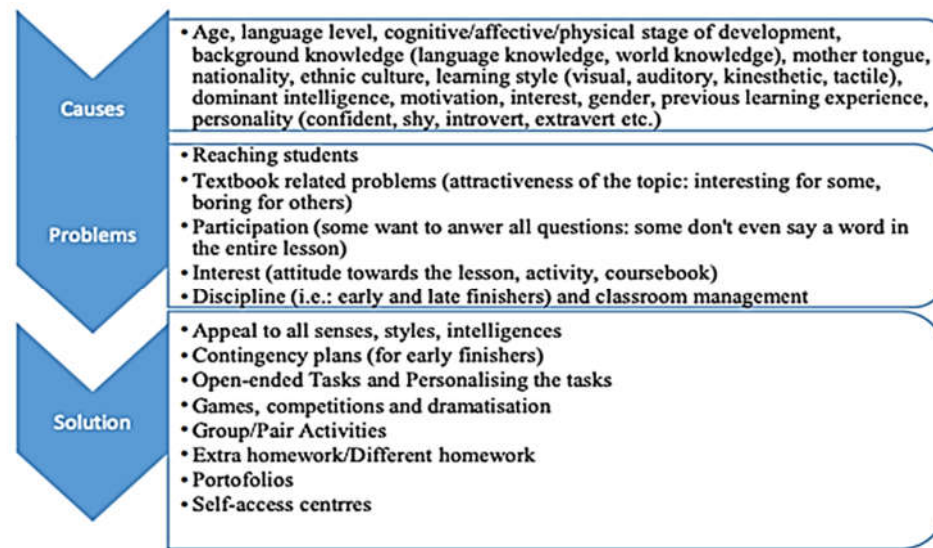 Causes
• Age, language level, cognitive/affective/physical stage of development,
background knowledge (language knowledge, world knowledge), mother tongue,
nationality, ethnic culture, learning style (visual, auditory, kinesthetic, tactile),
dominant intelligence, motivation, interest, gender, previous learning experience,
personality (confident, shy, introvert, extravert etc.)
Problems
• Reaching students
• Textbook related problems (attractiveness of the topic: interesting for some,
boring for others)
• Participation (some want to anwer all questions: some don't even say a word in
the entire lesson)
• Interest (attitude towards the lesson, activity, coursebook)
• Discipline (i.e.: early and late finishers) and classroom management
Solution
• Appeal to all senses, styles, intelligences
• Contingency plans (for early finishers)
• Open-ended Tasks and Personalising the tasks
• Games, competitions and dramatisation
• Group/Pair Activities
• Extra homework/Different homework
• Portofolios
• Self-access centrres